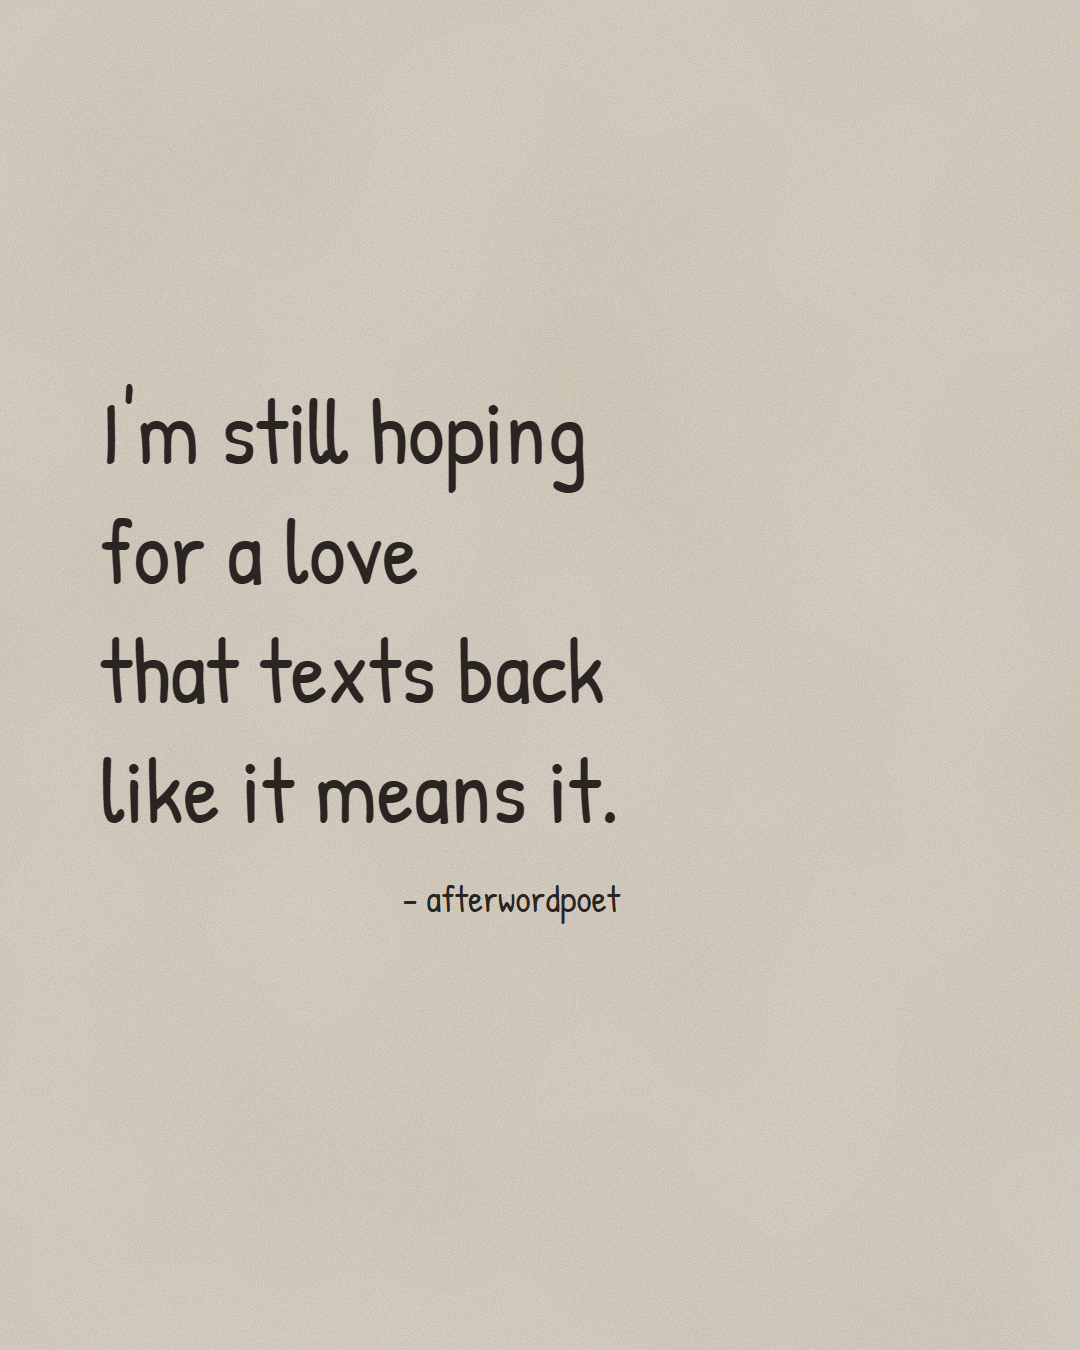 I'm still hoping
for a love
that texts back
like it means it.
- afterwordpoet